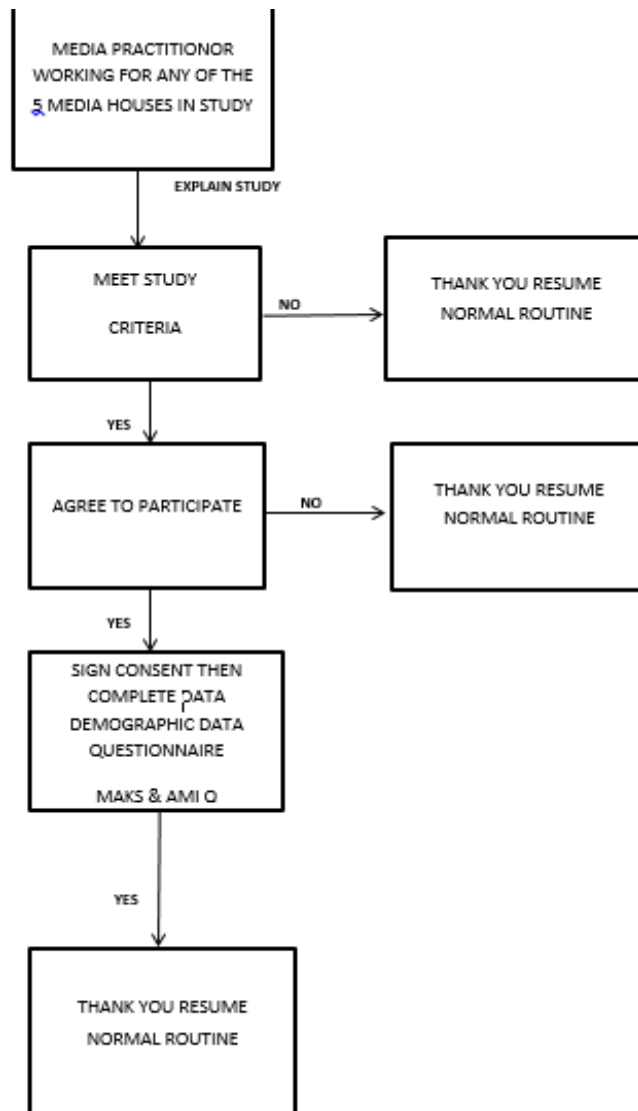 MEDIA PRACTITIONOR
WORKING FOR ANY OF THE
5 MEDIA HOUSES IN STUDY
EXPLAIN STUDY
MEET STUDY
CRITERIA
NO
THANK YOU RESUME
NORMAL ROUTINE
YES
AGREE TO PARTICIPATE
NO
THANK YOU RESUME
NORMAL ROUTINE
YES
SIGN CONSENT THEN
COMPLETE DATA
DEMOGRAPHIC DATA
QUESTIONNAIRE
MAKS & AMI Q
YES
THANK YOU RESUME
NORMAL ROUTINE